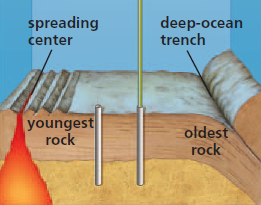 spreading
center
deep-ocean
trench
youngest
rock
oldest
rock